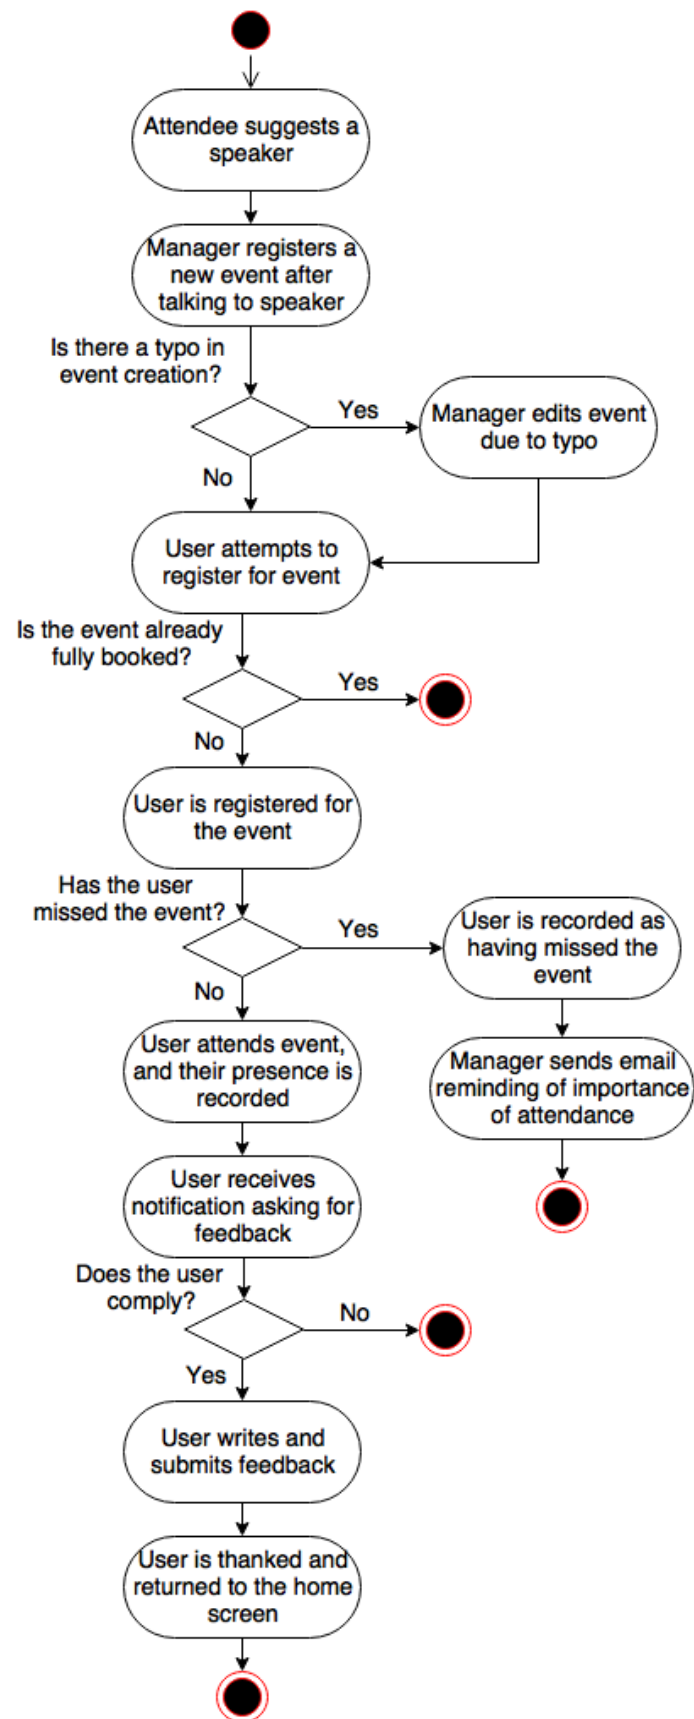 Attendee suggests a
speaker
Manager registers a
new event after
talking to speaker
Is there a typo in
event creation?
Yes
Manager edits event
due to typo
No
User attempts to
register for event
Is the event already
fully booked?
Yes
No
User is registered for
the event
Has the user
missed the event?
Yes
User is recorded as
having missed the
event
No
User attends event,
and their presence is
recorded
Manager sends email
reminding of importance
of attendance
User receives
notification asking for
feedback
Does the user
comply?
No
Yes
User writes and
submits feedback
User is thanked and
returned to the home
screen